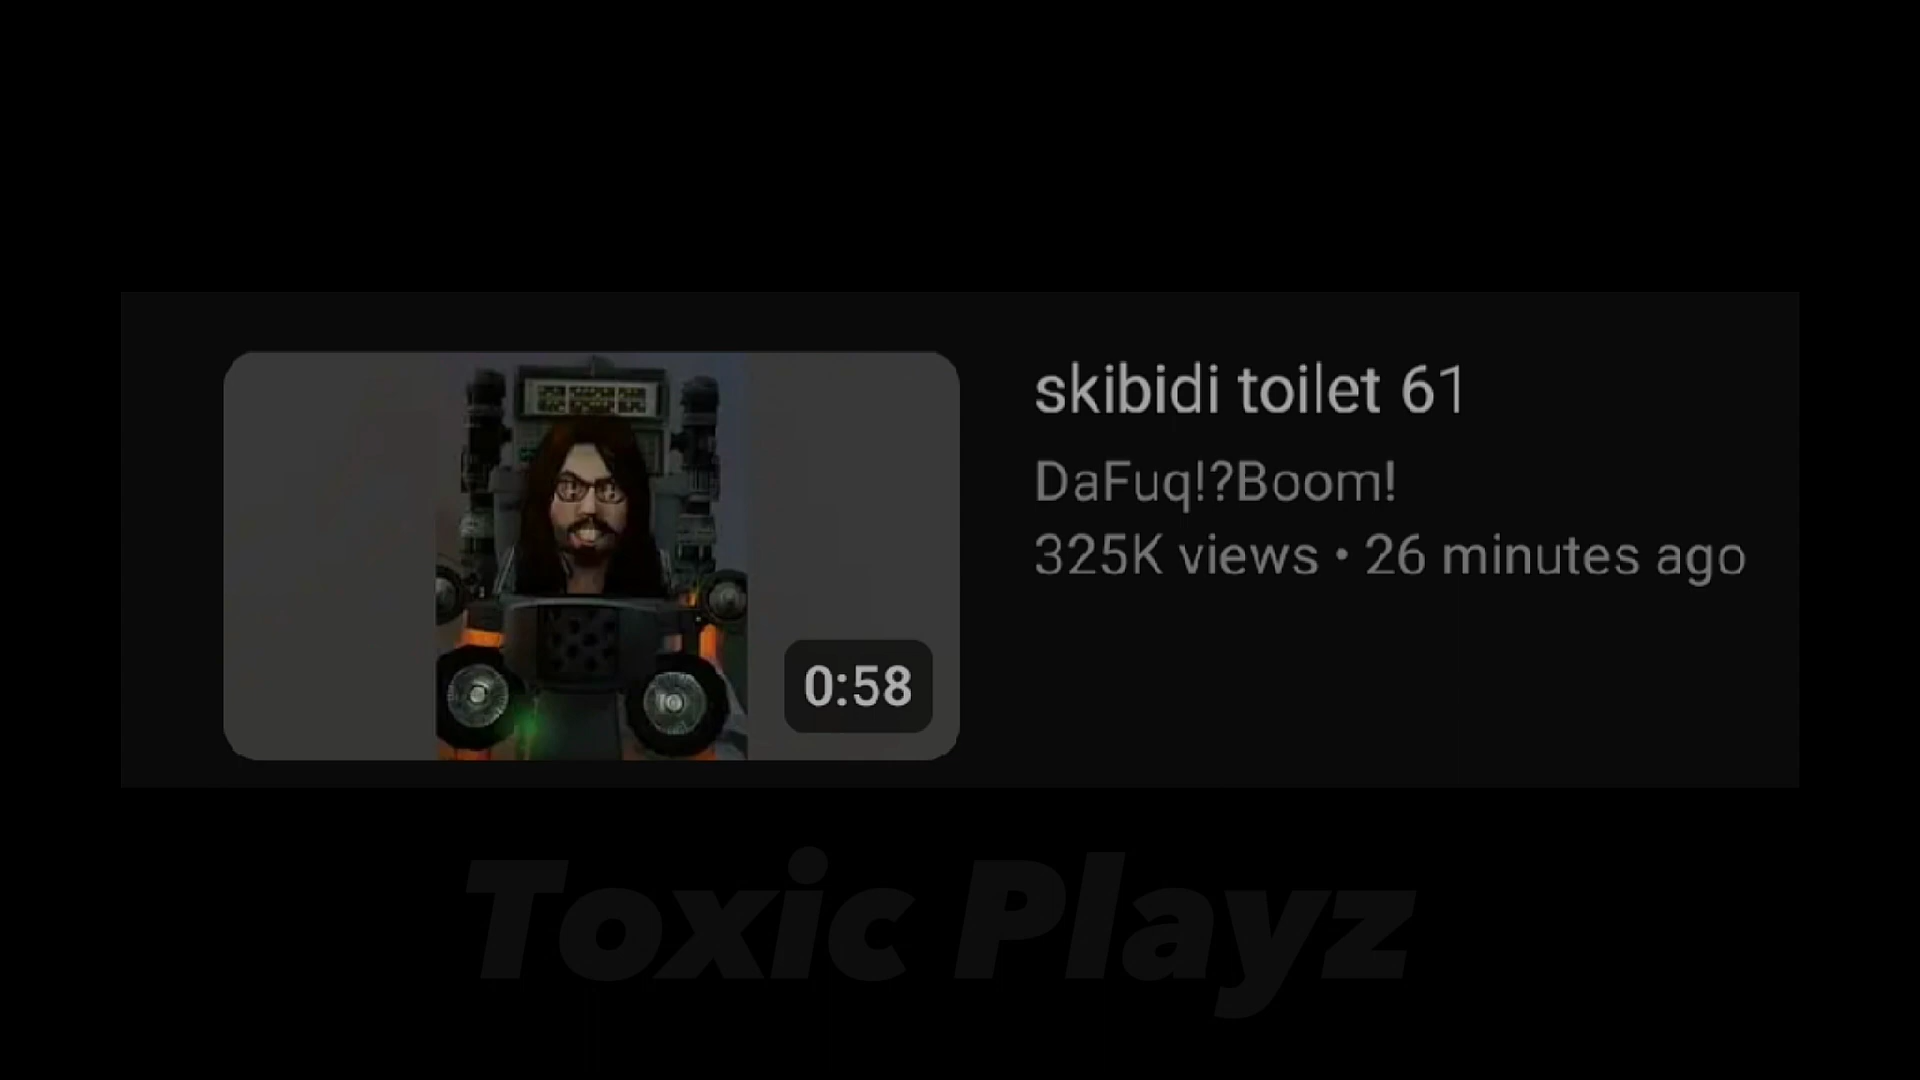 skibidi toilet 61
DaFuq!?Boom!
325K views • 26 minutes ago
0:58
Toxic Playz